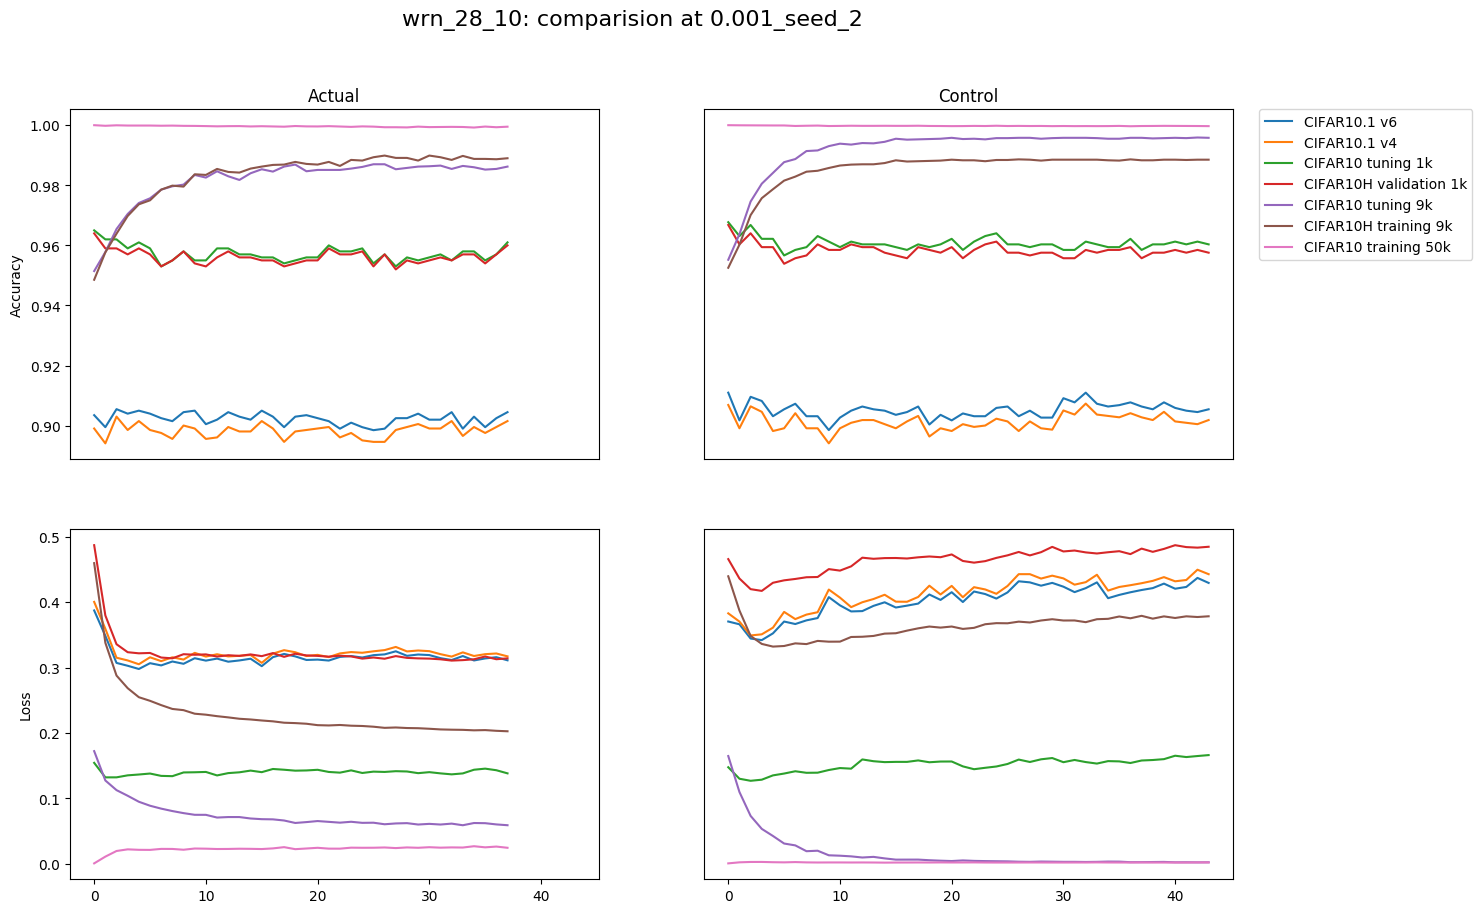 wrn_28_10: comparision at 0.001_seed_2
Actual
Control
1.00
0.98
0.96
0.94
0.92
0.90
Accuracy
CIFAR10.1 v6
CIFAR10.1 v4
CIFAR10 tuning 1k
CIFAR10H validation 1k
CIFAR10 tuning 9k
CIFAR10H training 9k
CIFAR10 training 50k
0.5
0.4
0.3
0.2
0.1
0.0
Loss
0 10 20 30 40
0 10 20 30 40